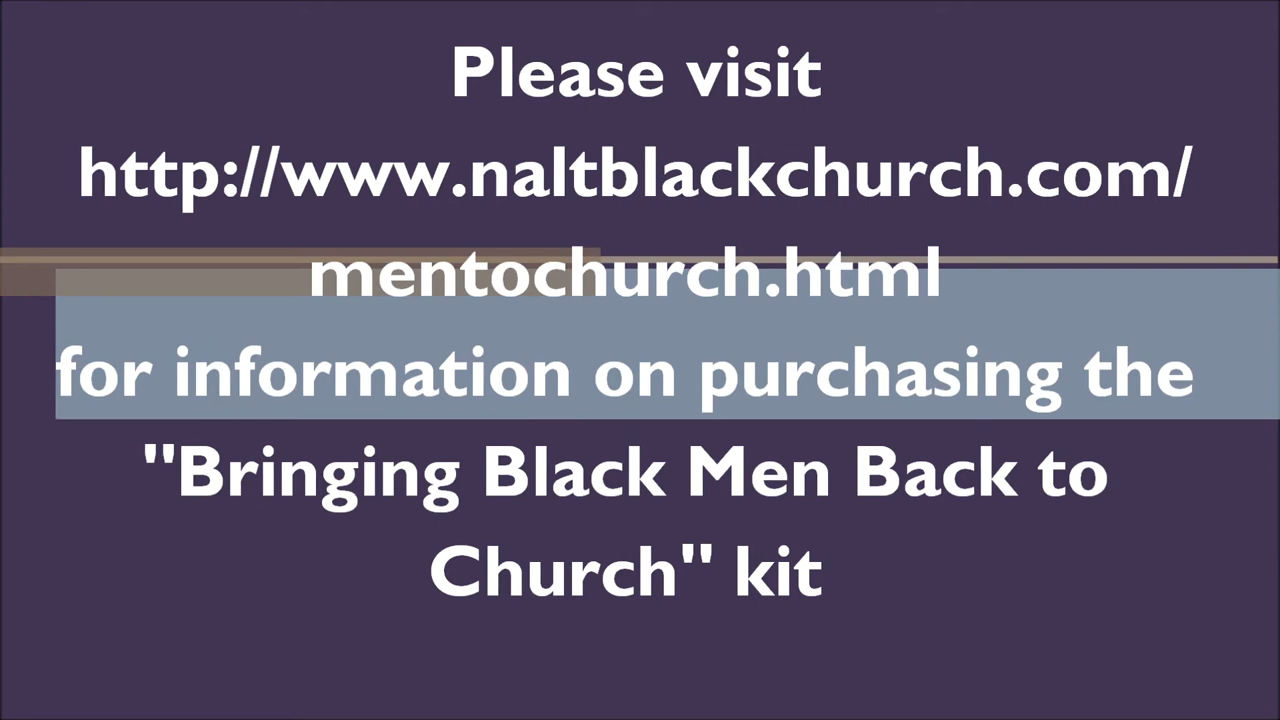 Please visit
http://www.naltblackchurch.com/
mentochurch.html
for information on purchasing the
"Bringing Black Men Back to
Church" kit